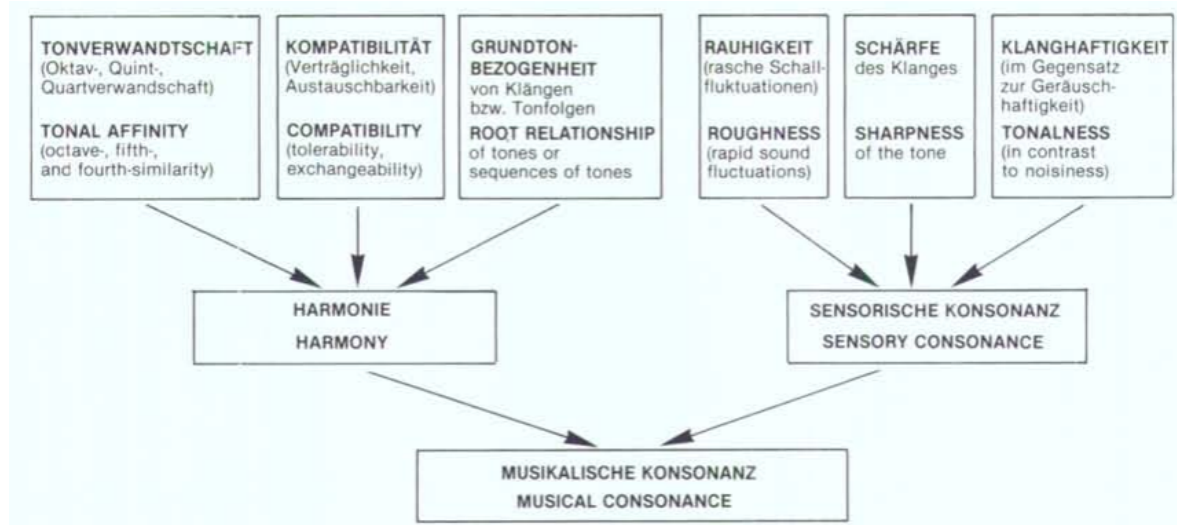 TONVERWANDTSCHAFT
(Oktav-, Quint-,
Quartverwandschaft)
TONAL AFFINITY
(octave-, fifth-,
and fourth-similarity)
KOMPATIBILITÄT
(Verträglichkeit,
Austauschbarkeit)
COMPATIBILITY
(tolerability,
exchangeability)
GRUNDTON-
BEZOGENHEIT
von Klängen
bzw. Tonfolgen
ROOT RELATIONSHIP
of tones or
sequences of tones
RAUHIGKEIT
(rasche Schall-
fluktuationen)
ROUGHNESS
(rapid sound
fluctuations)
SCHÄRFE
des Klanges
SHARPNESS
of the tone
KLANGHAFTIGKEIT
(im Gegensatz
zur Geräusch-
haftigkeit)
TONALNESS
(in contrast
to noisiness)
HARMONIE
HARMONY
SENSORISCHE KONSONANZ
SENSORY CONSONANCE
MUSIKALISCHE KONSONANZ
MUSICAL CONSONANCE